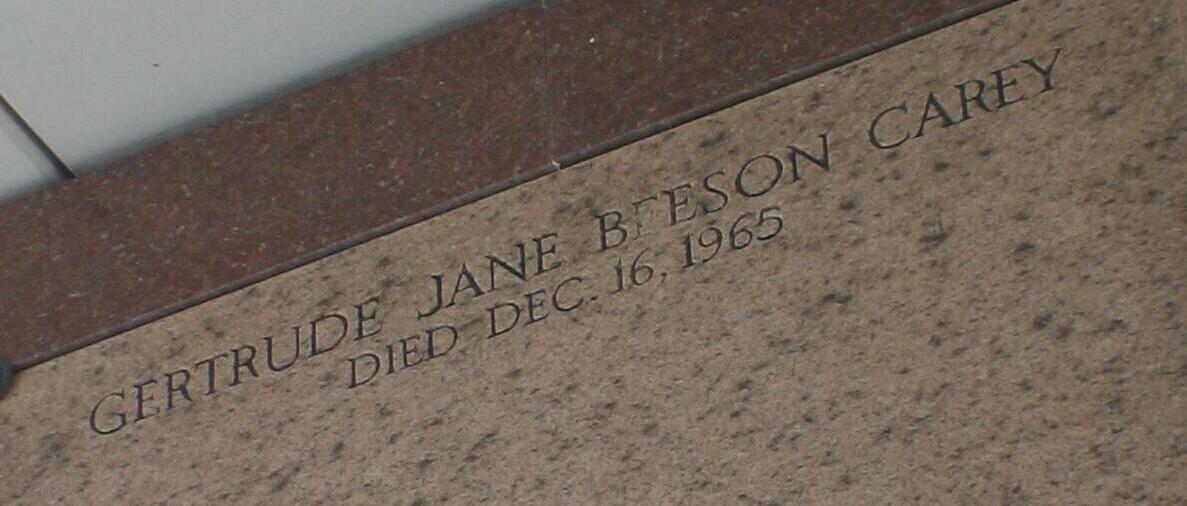 GERTRUDE JANE BEESON CAREY
DIED DEC. 16, 1965